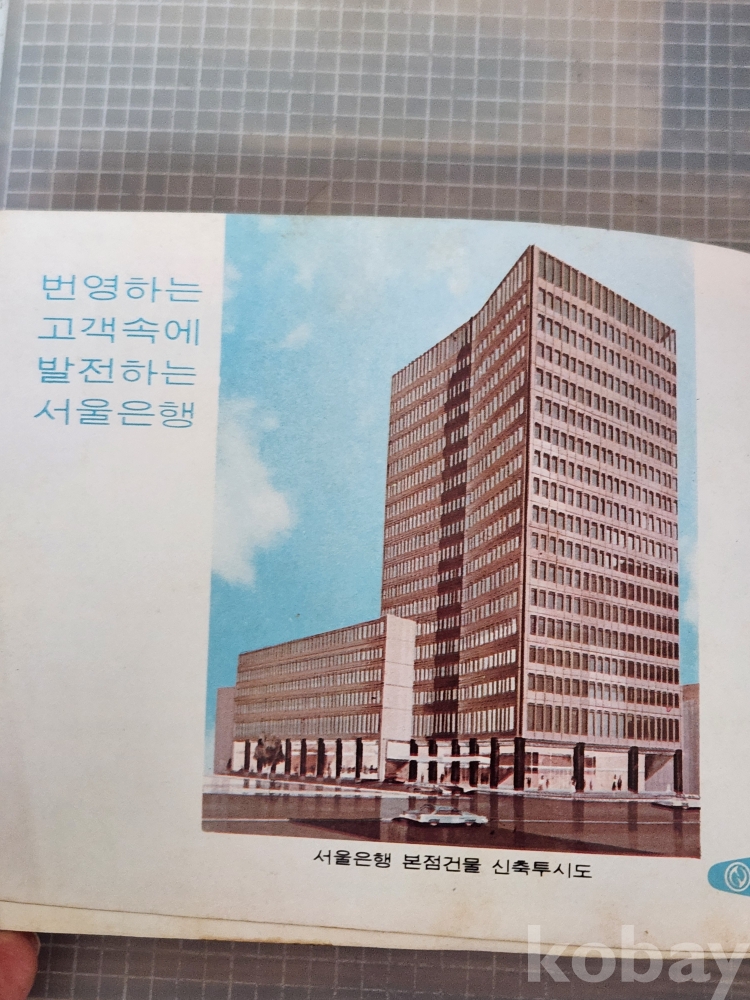 번영하는
고객속에
발전하는
서울은행
서울은행 본점건물 신축투시도
kobay